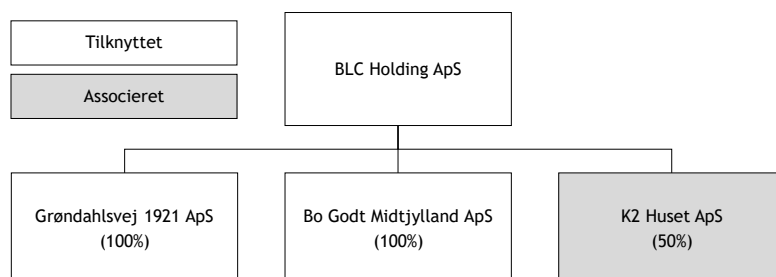 Tilknyttet
Associeret
BLC Holding ApS
Grøndahlsvej 1921 ApS
(100%)
Bo Godt Midtjylland ApS
(100%)
K2 Huset ApS
(50%)